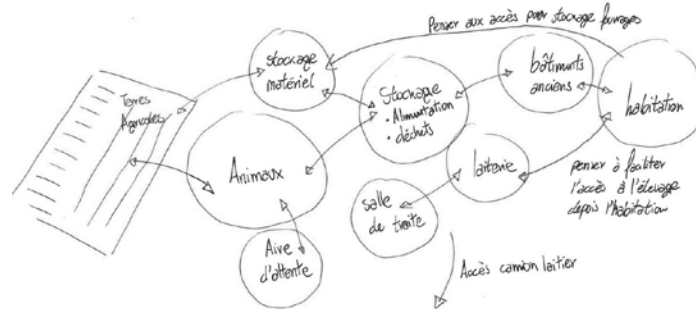 Penser aux accès pour stockage fourrages
stockage
matériel
bâtiments
anciens
habitation
Terres
Agricoles
Stockage
• Alimentation
• déchets
Animaux
laiterie
penser à faciliter
l'accès à l'élevage
depuis l'habitation
salle
de traite
Aire
d'attente
Accès camion laitier